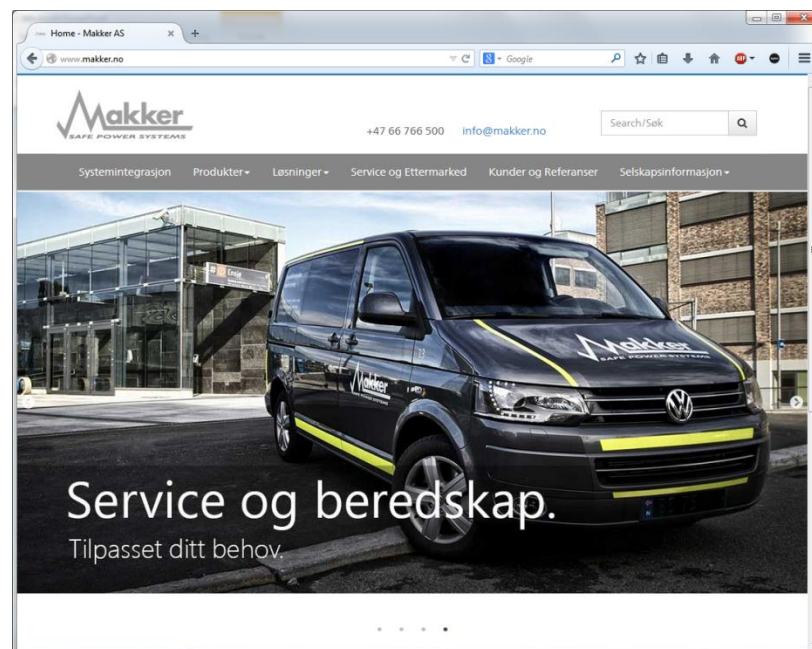 Home - Makker AS
www.makker.no
Google
Makker
SAFE POWER SYSTEMS
+47 66 766 500 info@makker.no
Search/Søk
Systemintegrasjon Produkter Løsninger Service og Ettermarked Kunder og Referanser Selskapsinformasjon
Ensjø
Makker
SAFE POWER SYSTEMS
Makker
SAFE POWER SYSTEMS
Service og beredskap.
Tilpasset ditt behov.